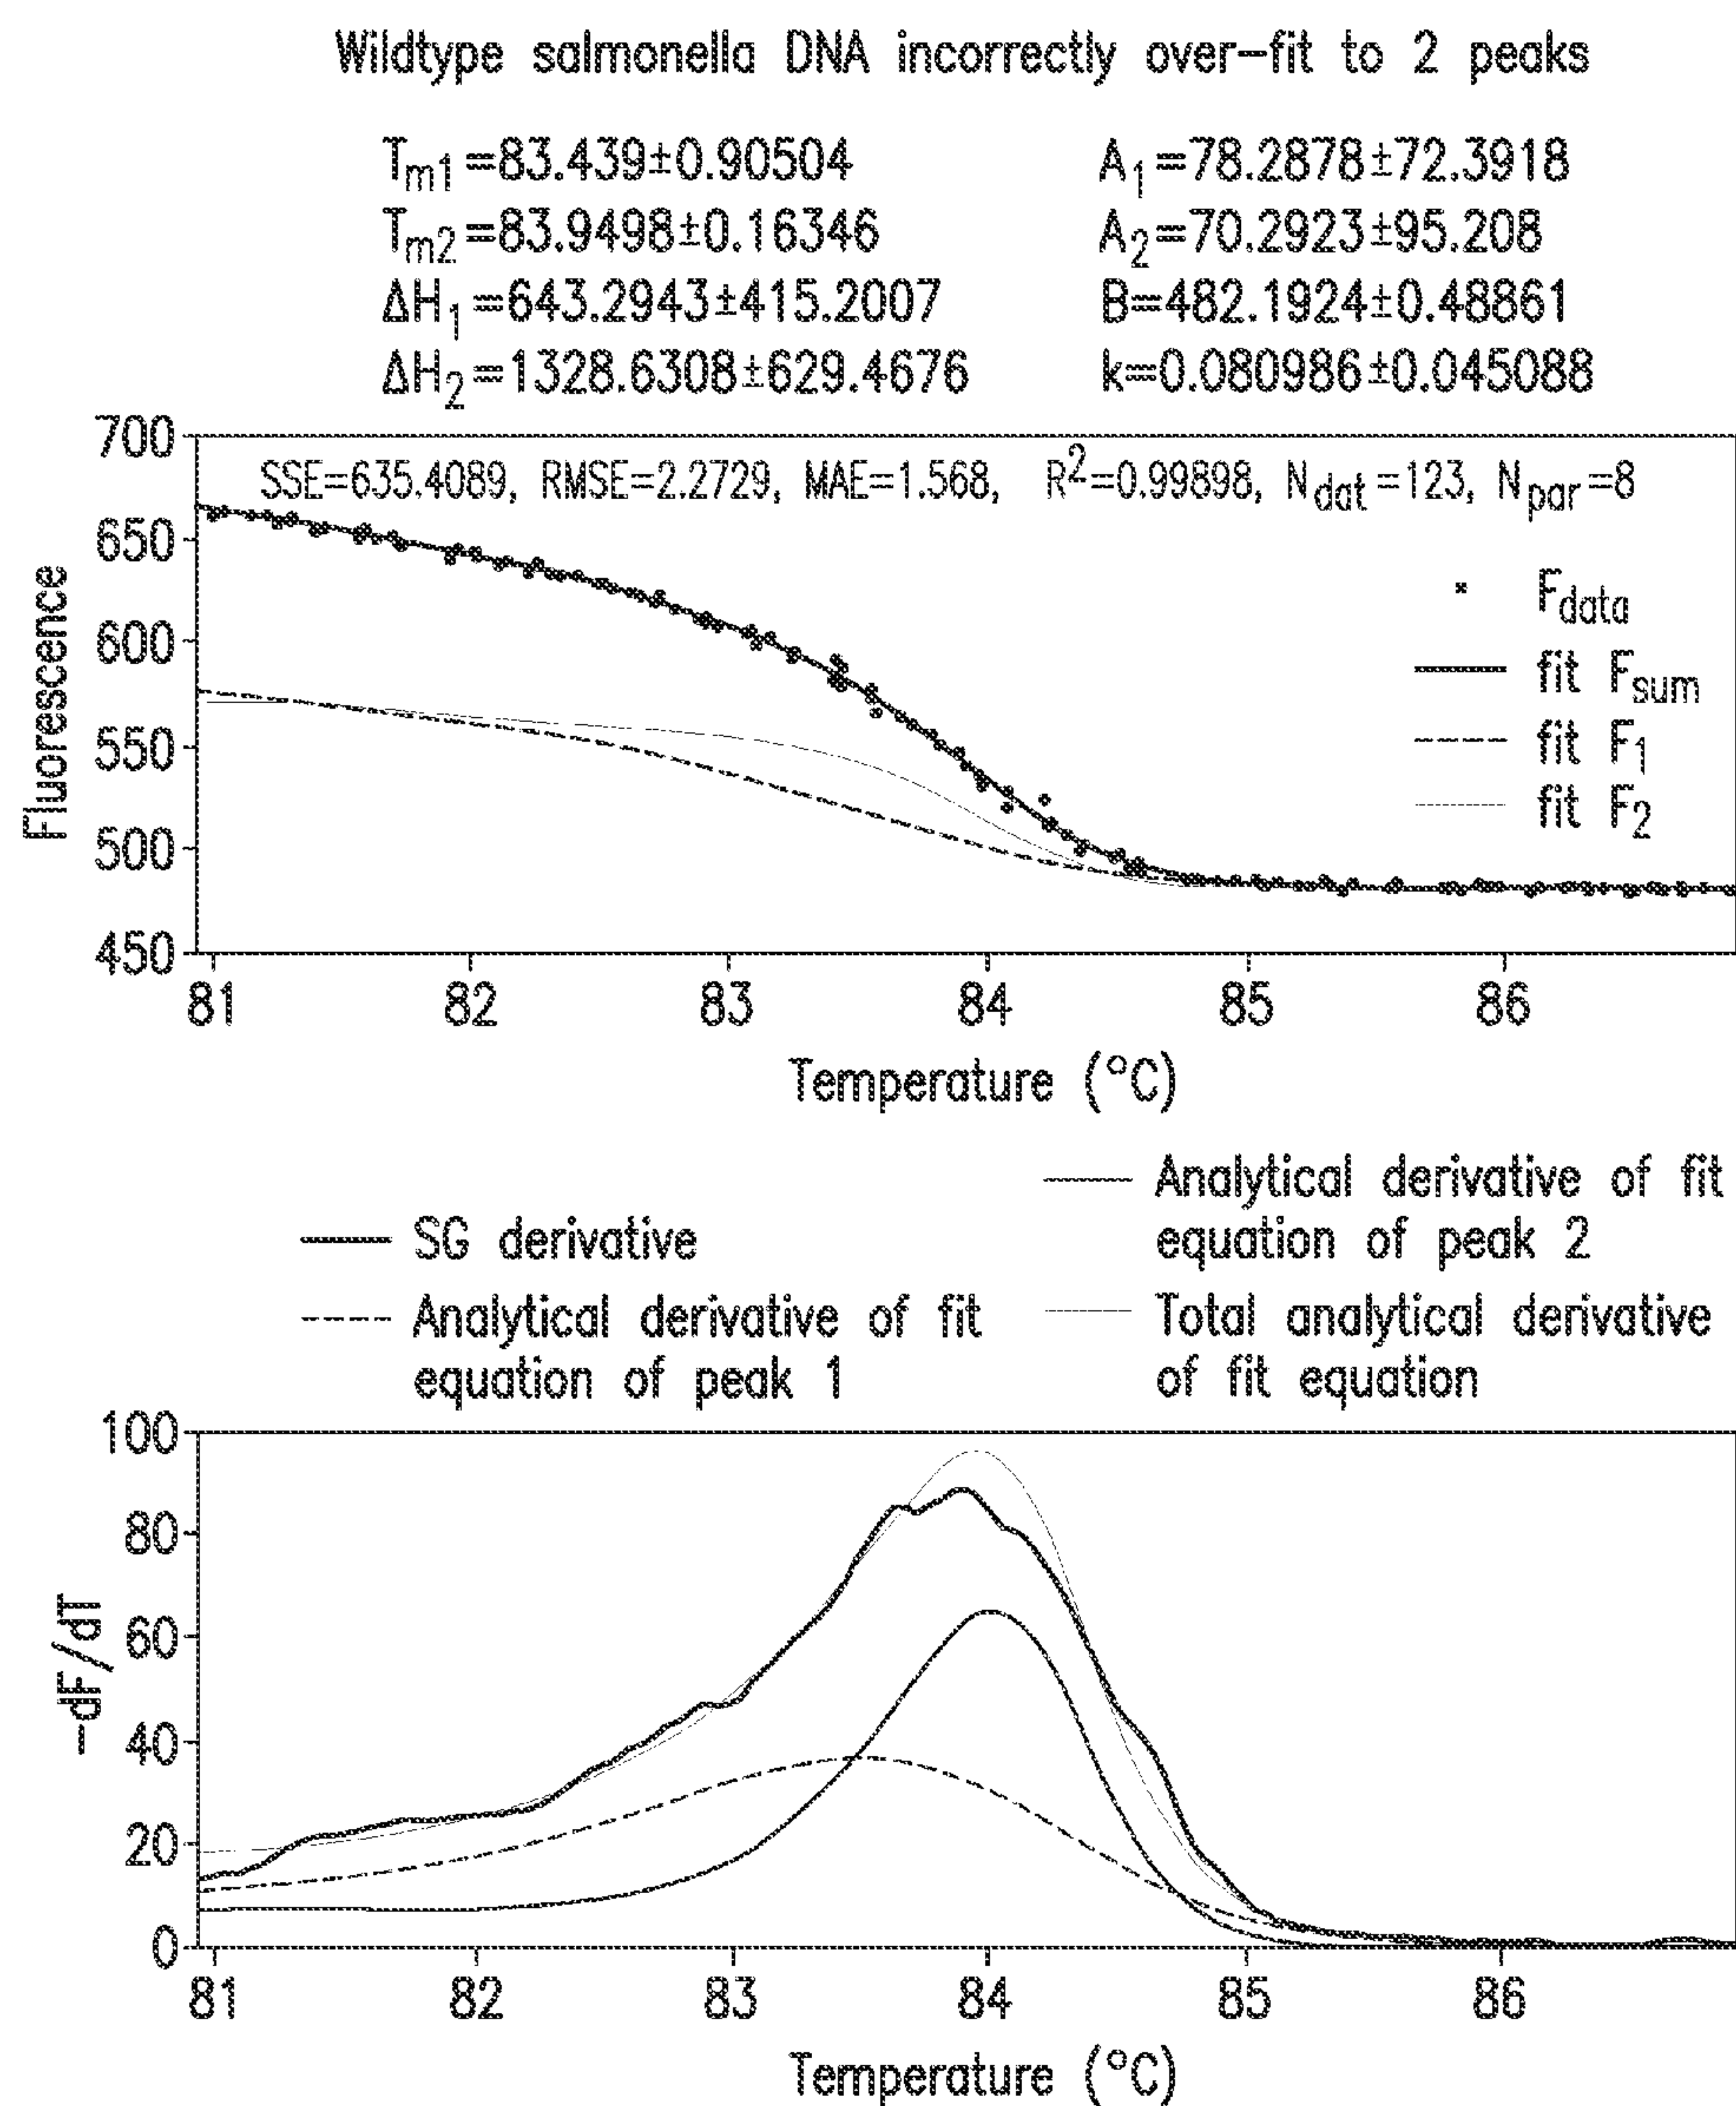 Wildtype salmonella DNA incorrectly over-fit to 2 peaks
Tm1=83.439±0.90504
Tm2=83.9498±0.16346
ΔH1=643.2943±415.2007
ΔH2=1328.6308±629.4676
A1=78.2878±72.3918
A2=70.2923±95.208
B=482.1924±0.48861
k=0.080986±0.045088
SSE=635.4089, RMSE=2.2729, MAE=1.568, R²=0.99898, Ndat=123, Npar=8
Fdata
fit Fsum
fit F1
fit F2
Fluorescence
700
650
600
550
500
450
81 82 83 84 85 86
Temperature (°C)
SG derivative
Analytical derivative of fit
equation of peak 1
Analytical derivative of fit
equation of peak 2
Total analytical derivative
of fit equation
-dF/dT
100
80
60
40
20
0
81 82 83 84 85 86
Temperature (°C)